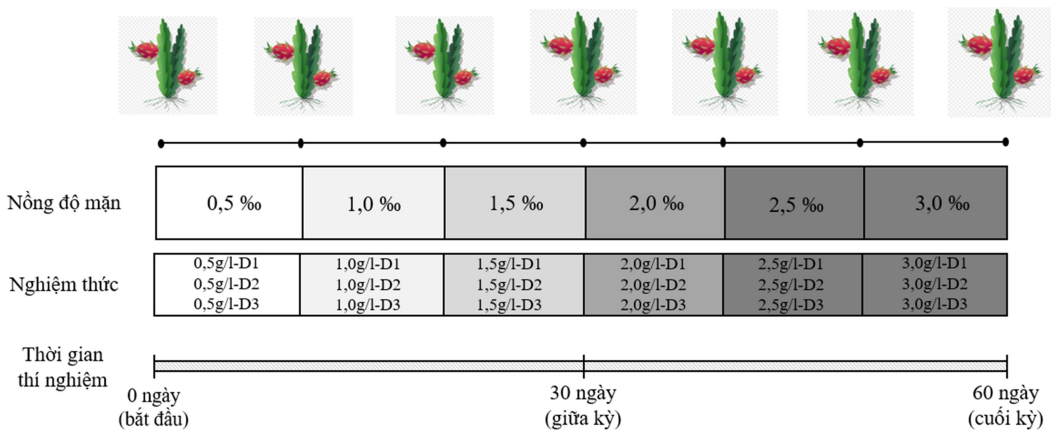 Nồng độ mặn
0,5 ‰
1,0 ‰
1,5 ‰
2,0 ‰
2,5 ‰
3,0 ‰
Nghiệm thức
0,5g/l-D1
0,5g/l-D2
0,5g/l-D3
1,0g/l-D1
1,0g/l-D2
1,0g/l-D3
1,5g/l-D1
1,5g/l-D2
1,5g/l-D3
2,0g/l-D1
2,0g/l-D2
2,0g/l-D3
2,5g/l-D1
2,5g/l-D2
2,5g/l-D3
3,0g/l-D1
3,0g/l-D2
3,0g/l-D3
Thời gian
thí nghiệm
0 ngày
(bắt đầu)
30 ngày
(giữa kỳ)
60 ngày
(cuối kỳ)